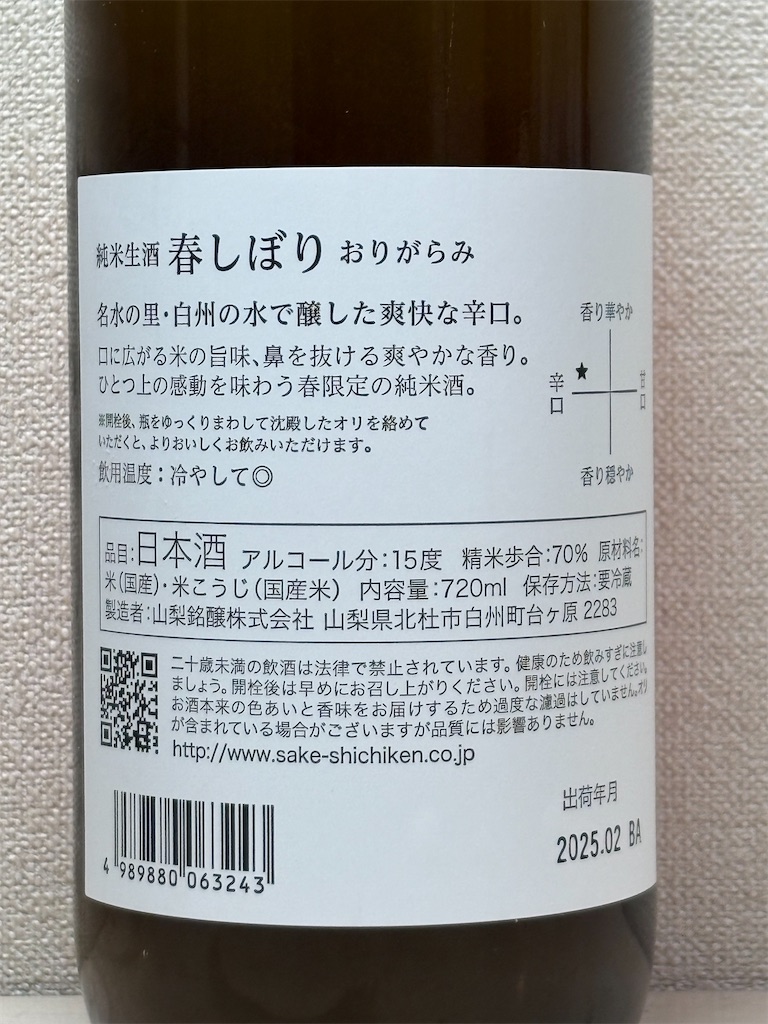 純米生酒 春しぼり おりがらみ
名水の里・白州の水で醸した爽快な辛口。
口に広がる米の旨味、鼻を抜ける爽やかな香り。
ひとつ上の感動を味わう春限定の純米酒。
※開栓後、瓶をゆっくりまわして沈殿したオリを絡めて
いただくと、よりおいしくお飲みいただけます。
飲用温度：冷やして◎
香り華やか
★
辛口
甘口
香り穏やか
品目：日本酒 アルコール分：15度 精米歩合：70% 原材料名：
米（国産）・米こうじ（国産米） 内容量：720ml 保存方法：要冷蔵
製造者：山梨銘醸株式会社 山梨県北杜市白州町台ヶ原 2283
二十歳未満の飲酒は法律で禁止されています。健康のため飲みすぎに注意し
ましょう。開栓後は早めにお召し上がりください。開栓には注意してください。
お酒本来の色あいと香味をお届けするため過度な濾過はしていません。オリ
が含まれている場合がございますが品質には影響ありません。
http://www.sake-shichiken.co.jp
出荷年月
2025.02 BA
4 989880 063243